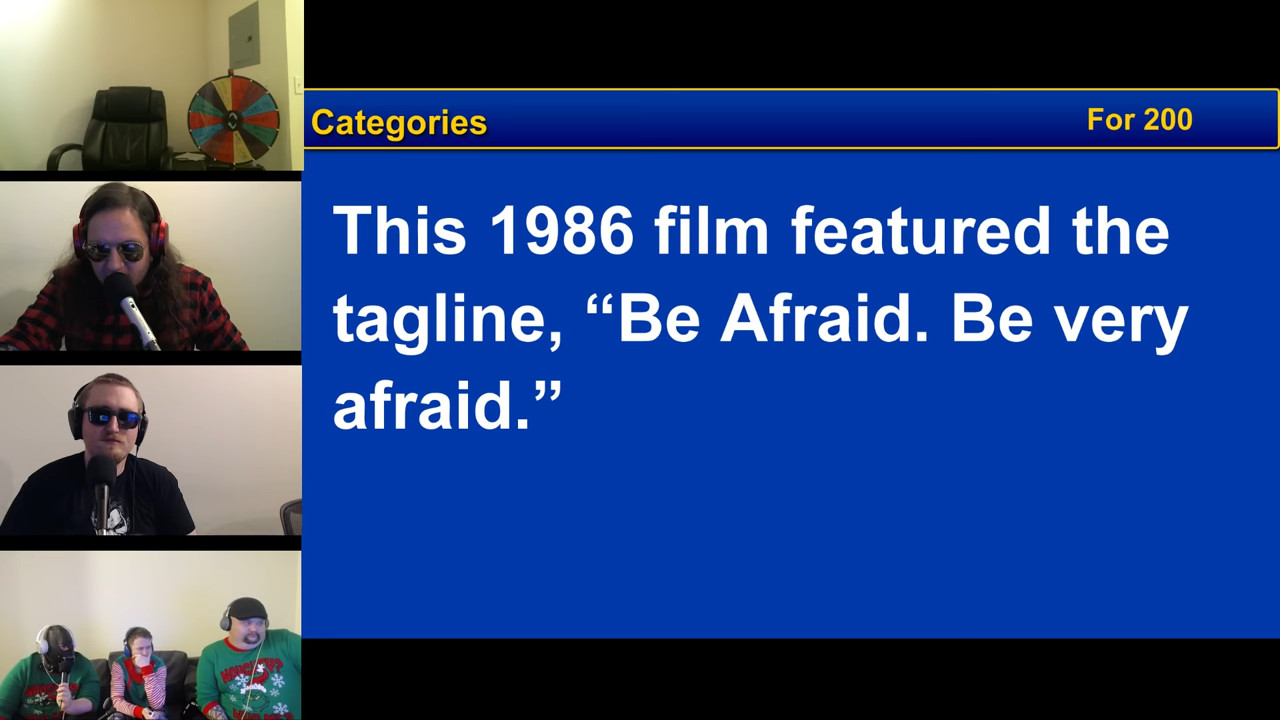 Categories
For 200
This 1986 film featured the
tagline, “Be Afraid. Be very
afraid.”